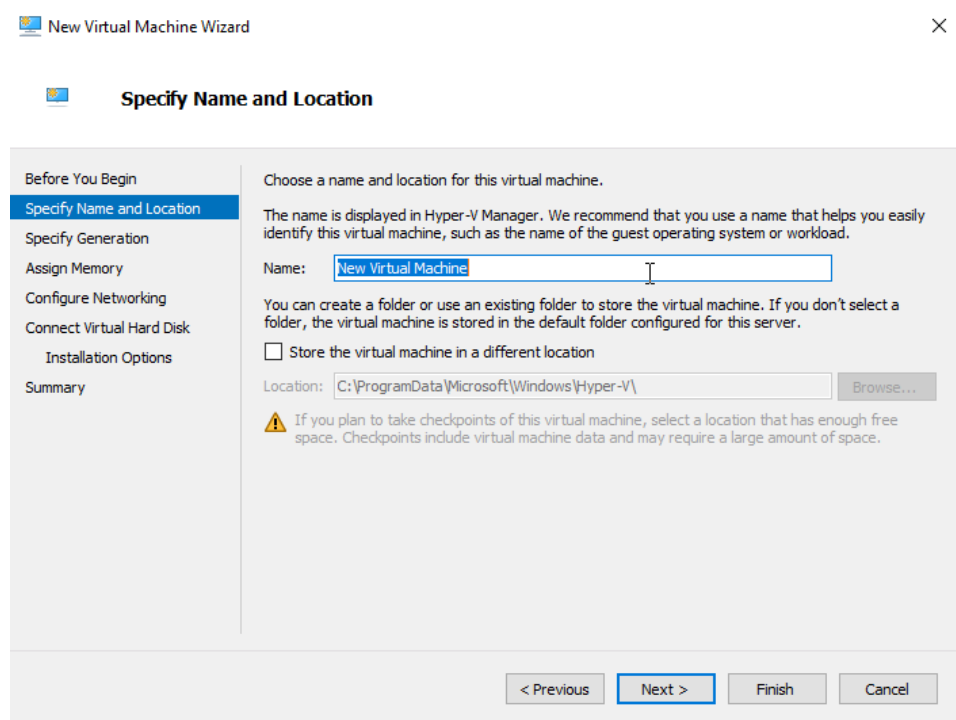 New Virtual Machine Wizard
Specify Name and Location
Before You Begin
Specify Name and Location
Specify Generation
Assign Memory
Configure Networking
Connect Virtual Hard Disk
Installation Options
Summary
Choose a name and location for this virtual machine.
The name is displayed in Hyper-V Manager. We recommend that you use a name that helps you easily
identify this virtual machine, such as the name of the guest operating system or workload.
Name: New Virtual Machine
You can create a folder or use an existing folder to store the virtual machine. If you don't select a
folder, the virtual machine is stored in the default folder configured for this server.
Store the virtual machine in a different location
Location: C:\ProgramData\Microsoft\Windows\Hyper-V\ Browse...
If you plan to take checkpoints of this virtual machine, select a location that has enough free
space. Checkpoints include virtual machine data and may require a large amount of space.
< Previous Next > Finish Cancel